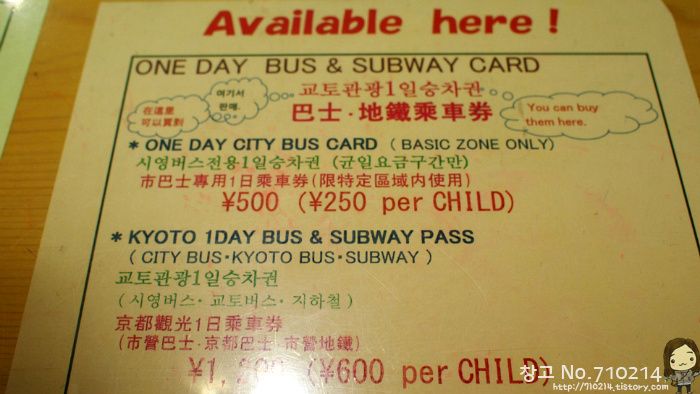 Available here!
ONE DAY BUS & SUBWAY CARD
교토관광1일승차권
여기서
판매.
在這里
可以買到
巴士·地鐵乘車券
You can buy
them here.
* ONE DAY CITY BUS CARD (BASIC ZONE ONLY)
시영버스전용1일승차권 (균일요금구간만)
市巴士專用1日乘車券(限特定區域内使用)
¥500 (¥250 per CHILD)
* KYOTO 1DAY BUS & SUBWAY PASS
(CITY BUS・KYOTO BUS・SUBWAY)
교토관광1일승차권
(시영버스· 교토버스· 지하철)
京都觀光1日乘車券
(市營巴士·京都巴士 市營地鐵)
(¥600 per CHILD)
창고 No.710214
http://710214.tistory.com